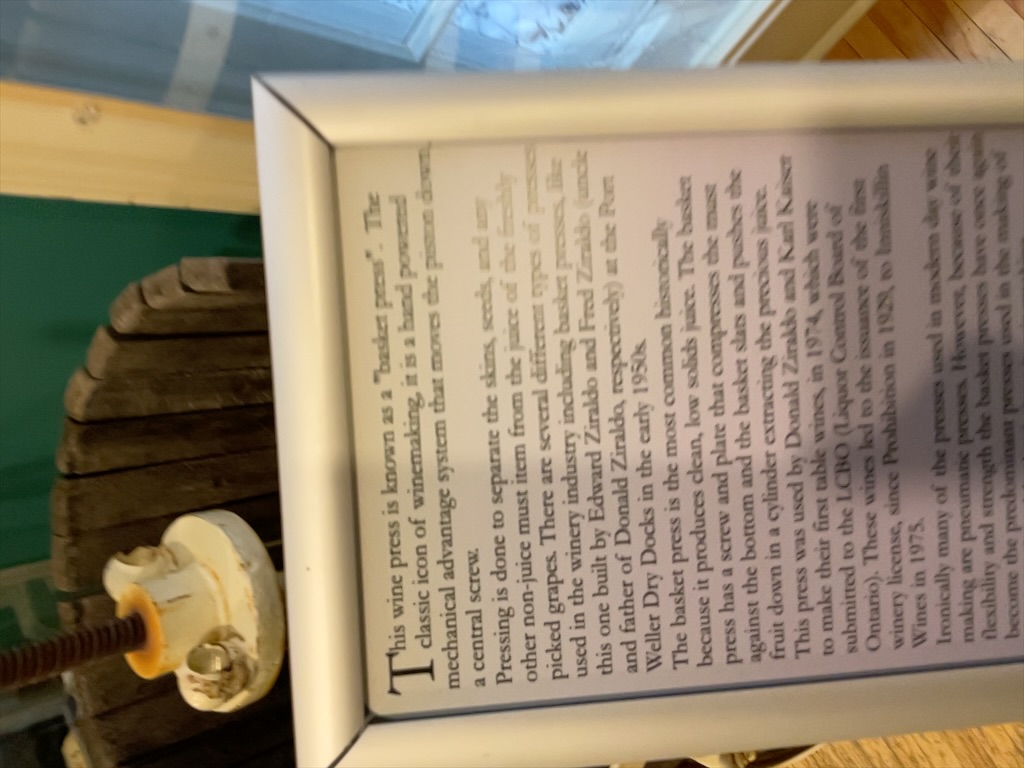 This wine press is known as a "basket press". The
classic icon of winemaking, it is a hand powered
mechanical advantage system that moves the piston down
a central screw.
Pressing is done to separate the skins, seeds, and any
other non-juice must item from the juice of the freshly
picked grapes. There are several different types of presses
used in the winery industry including basket presses, like
this one built by Edward Ziraldo and Fred Ziraldo (uncle
and father of Donald Ziraldo, respectively) at the Port
Weller Dry Docks in the early 1950s.
The basket press is the most common historically
because it produces clean, low solids juice. The basket
press has a screw and plate that compresses the must
against the bottom and the basket slats and pushes the
fruit down in a cylinder extracting the precious juice.
This press was used by Donald Ziraldo and Karl Kaiser
to make their first table wines, in 1974, which were
submitted to the LCBO (Liquor Control Board of
Ontario). These wines led to the issuance of the first
winery license, since Prohibition in 1929, to Inniskillin
Wines in 1975.
Ironically many of the presses used in modern day wine
making are pneumatic presses. However, because of their
flexibility and strength the basket presses have once again
become the predominant presses used in the making of